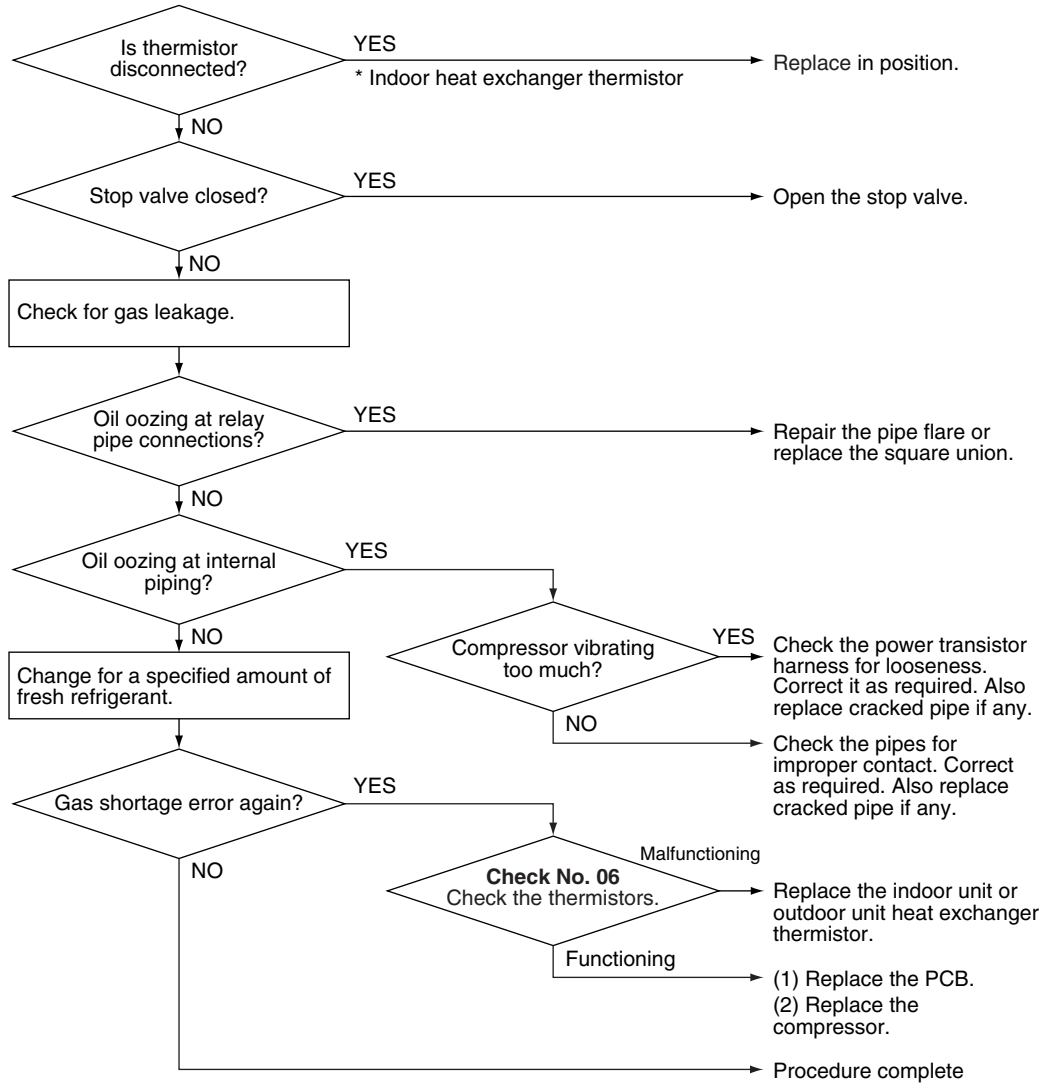 Is thermistor
disconnected?
YES
* Indoor heat exchanger thermistor
Replace in position.
NO
Stop valve closed?
YES
Open the stop valve.
NO
Check for gas leakage.
Oil oozing at relay
pipe connections?
YES
Repair the pipe flare or
replace the square union.
NO
Oil oozing at internal
piping?
YES
NO
Compressor vibrating
too much?
YES
Check the power transistor
harness for looseness.
Correct it as required. Also
replace cracked pipe if any.
NO
Check the pipes for
improper contact. Correct
as required. Also replace
cracked pipe if any.
Change for a specified amount of
fresh refrigerant.
Gas shortage error again?
YES
NO
Check No. 06
Check the thermistors.
Malfunctioning
Replace the indoor unit or
outdoor unit heat exchanger
thermistor.
Functioning
(1) Replace the PCB.
(2) Replace the
compressor.
Procedure complete